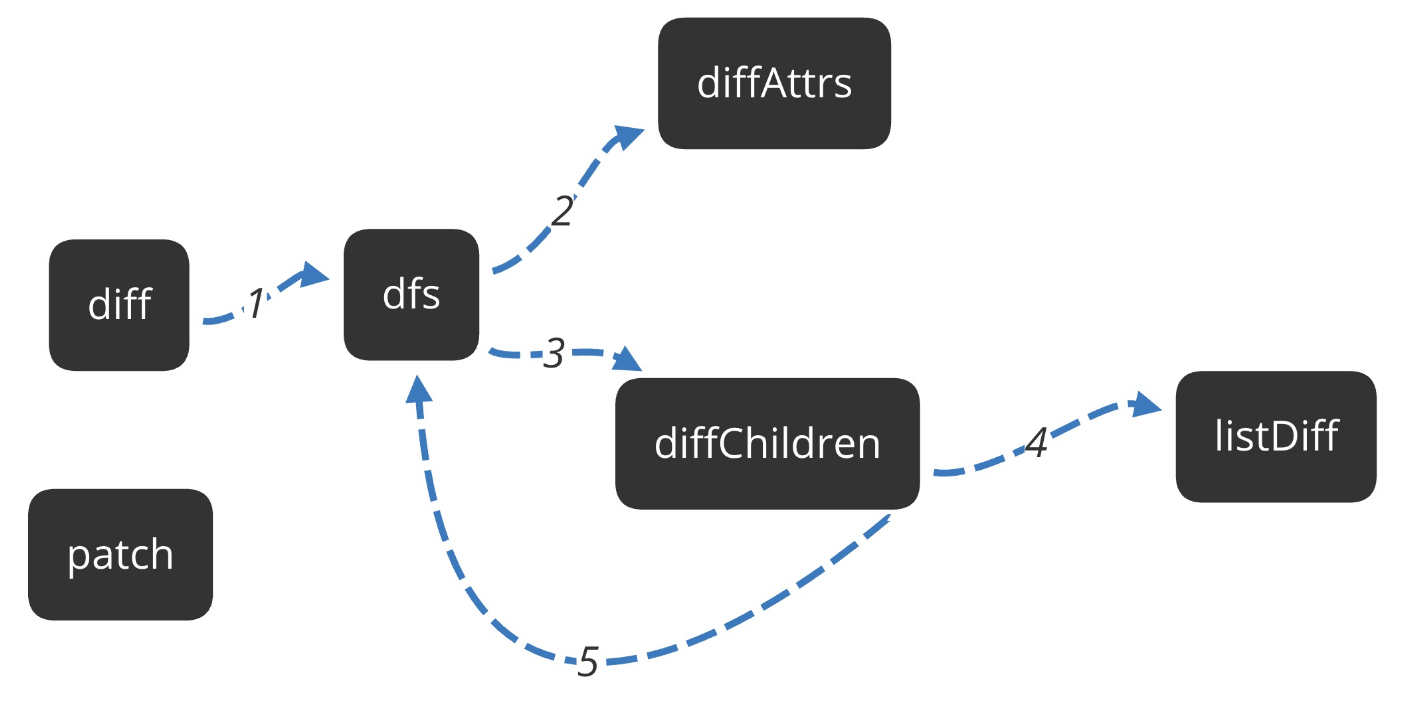 diffAttrs
2
diff
1
dfs
3
diffChildren
4
listDiff
patch
5